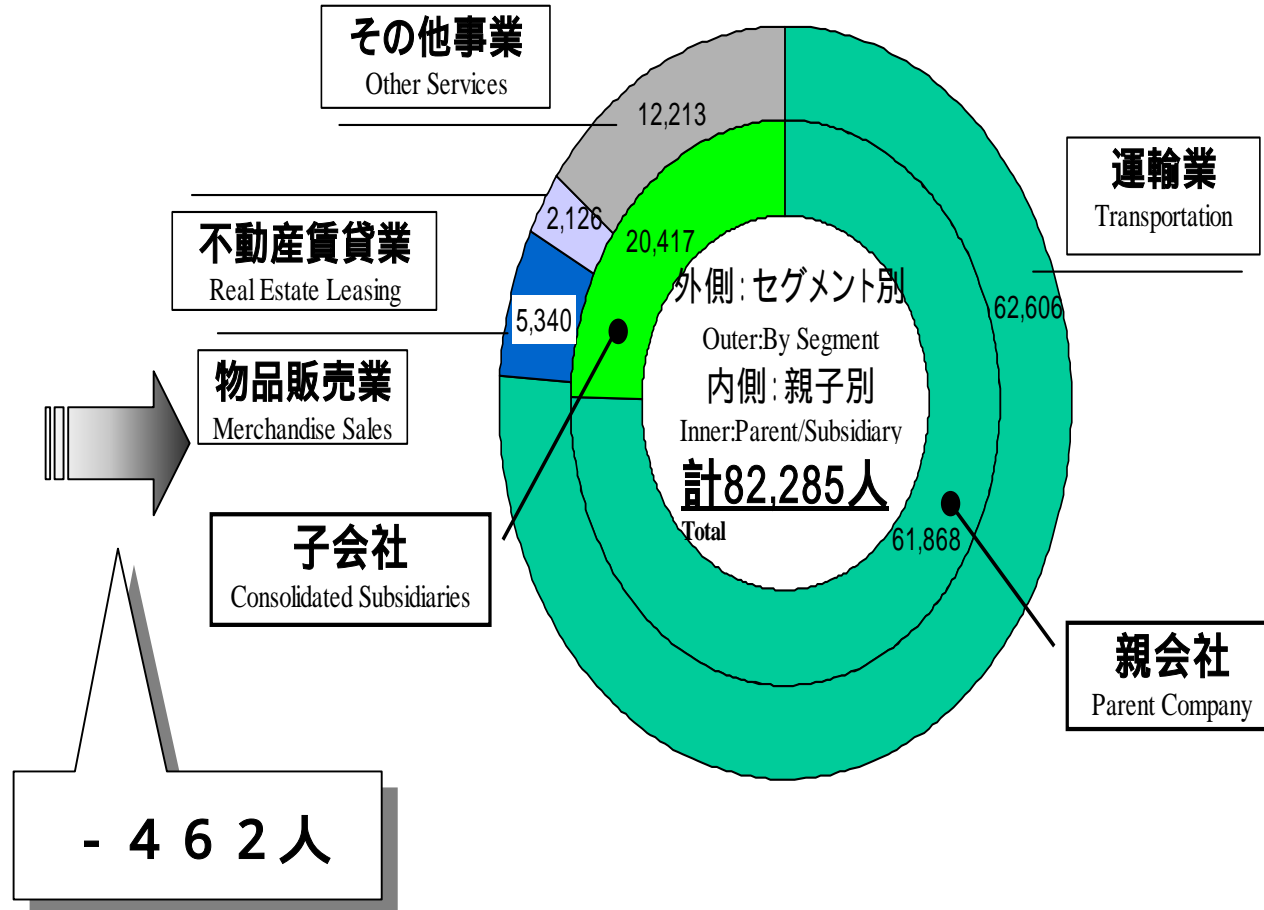 その他事業
Other Services
12,213
運輸業
Transportation
不動産賃貸業
Real Estate Leasing
2,126
20,417
外側：セグメント別
Outer:By Segment
内側：親子別
Inner:Parent/Subsidiary
計82,285人
Total
62,606
5,340
物品販売業
Merchandise Sales
子会社
Consolidated Subsidiaries
61,868
親会社
Parent Company
-４６２人